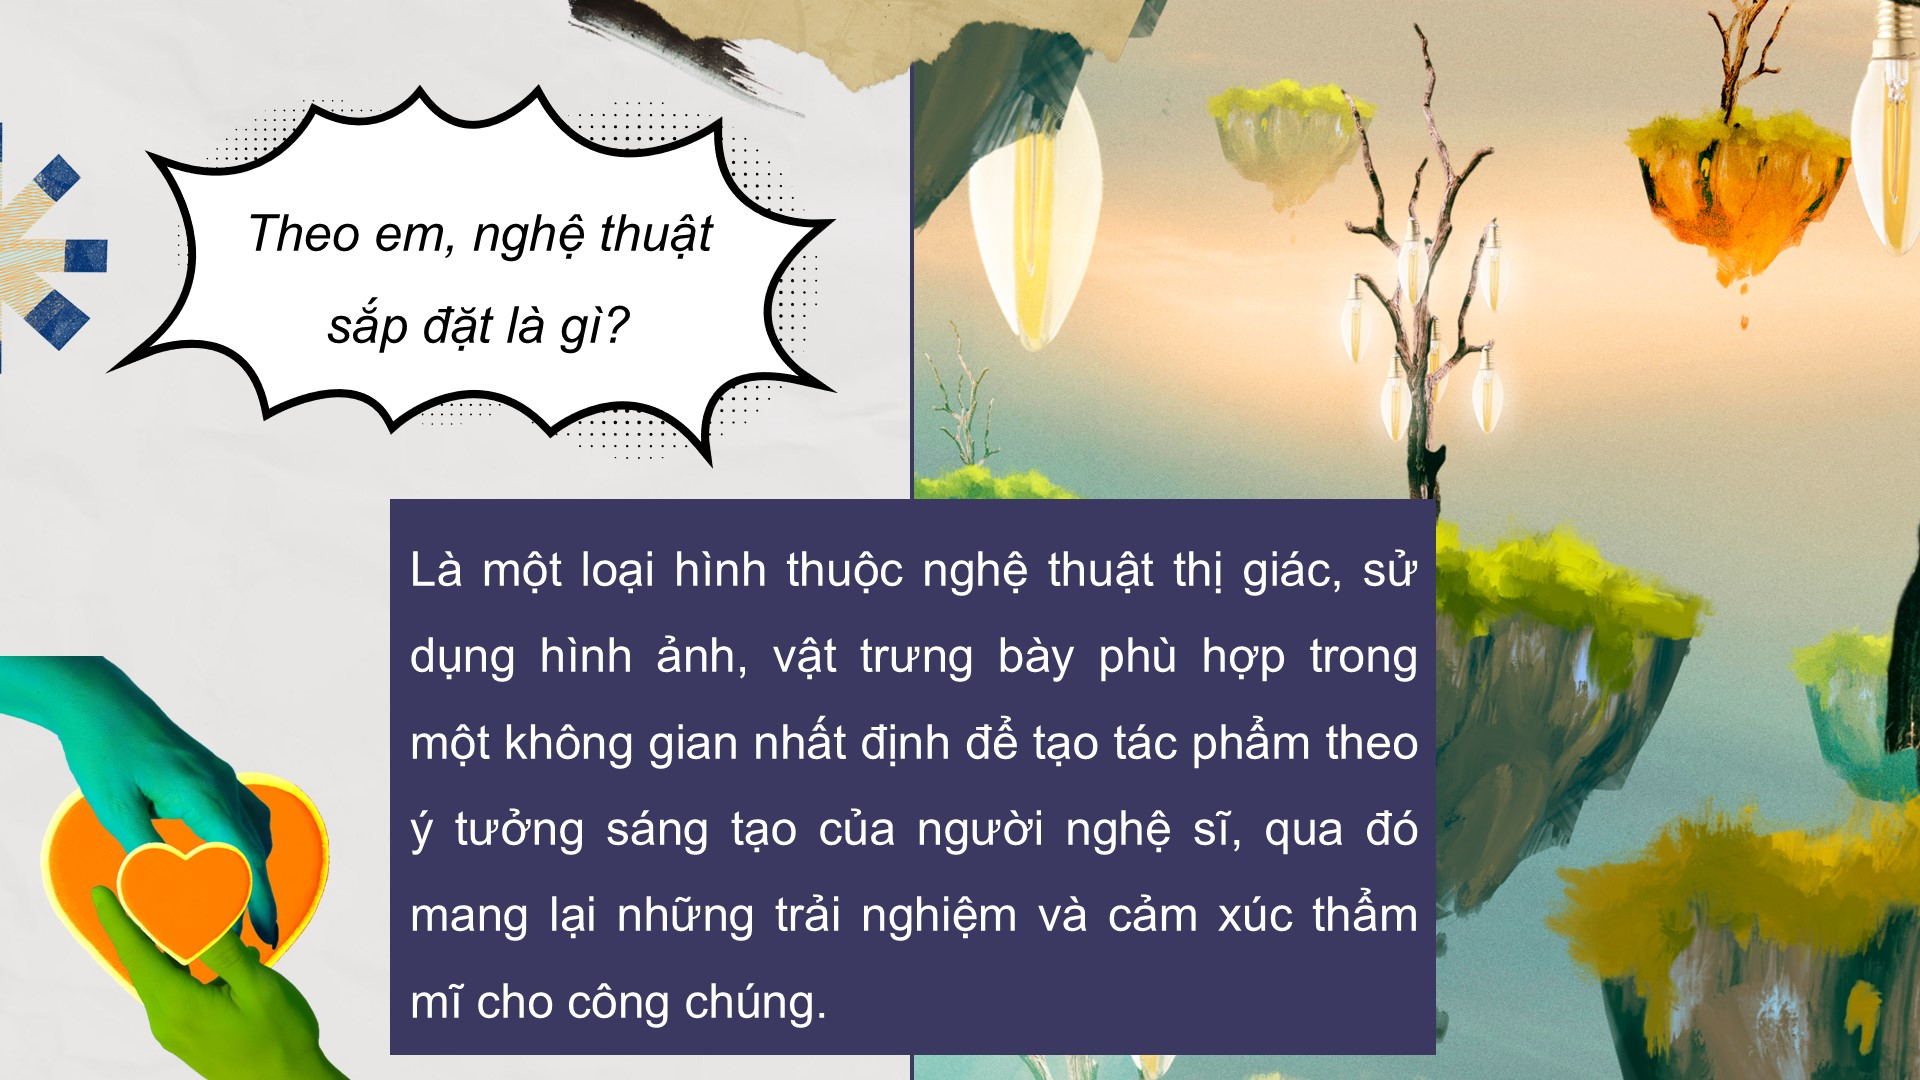 Theo em, nghệ thuật
sắp đặt là gì?
Là một loại hình thuộc nghệ thuật thị giác, sử
dụng hình ảnh, vật trưng bày phù hợp trong
một không gian nhất định để tạo tác phẩm theo
ý tưởng sáng tạo của người nghệ sĩ, qua đó
mang lại những trải nghiệm và cảm xúc thẩm
mĩ cho công chúng.